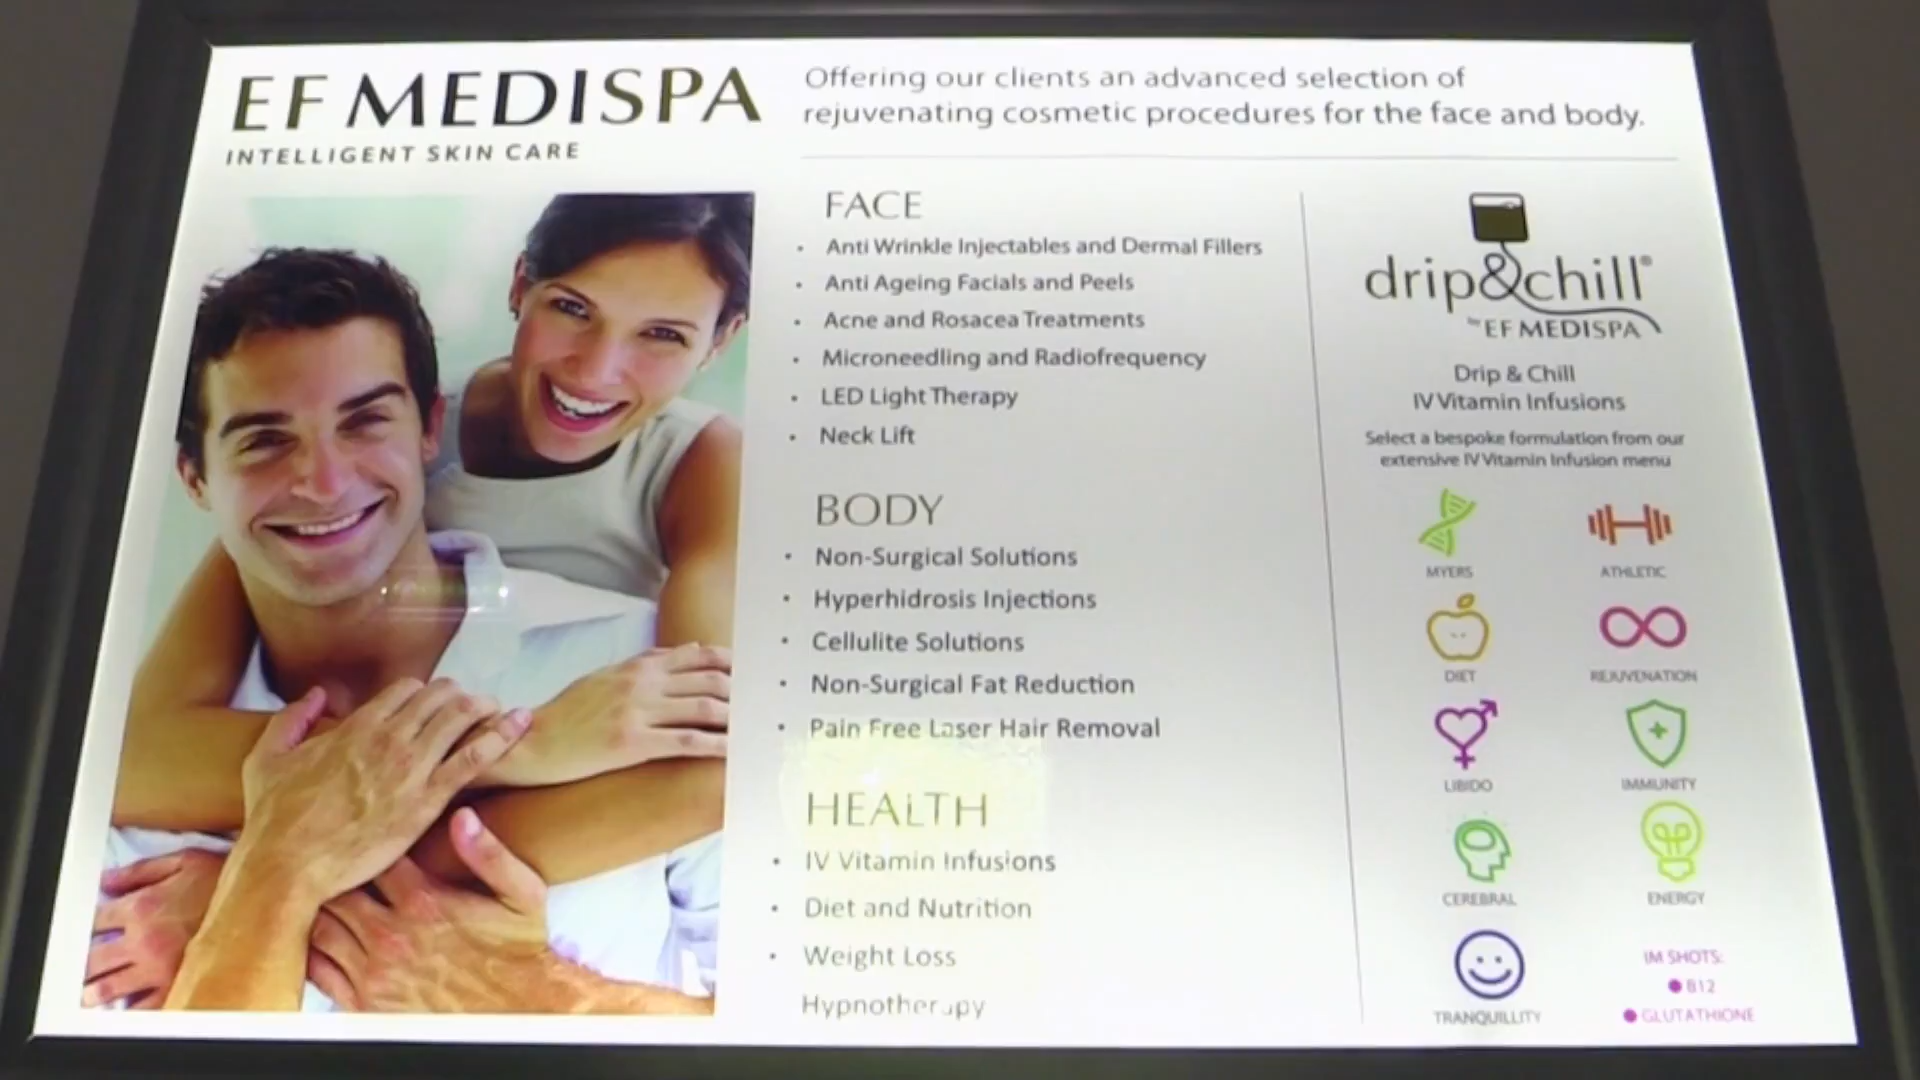 EF MEDISPA
INTELLIGENT SKIN CARE
Offering our clients an advanced selection of
rejuvenating cosmetic procedures for the face and body.
FACE
• Anti Wrinkle Injectables and Dermal Fillers
• Anti Ageing Facials and Peels
• Acne and Rosacea Treatments
• Microneedling and Radiofrequency
• LED Light Therapy
• Neck Lift
BODY
• Non-Surgical Solutions
• Hyperhidrosis Injections
• Cellulite Solutions
• Non-Surgical Fat Reduction
• Pain Free Laser Hair Removal
HEALTH
• IV Vitamin Infusions
• Diet and Nutrition
• Weight Loss
Hypnotherapy
drip&chill®
by EF MEDISPA
Drip & Chill
IV Vitamin Infusions
Select a bespoke formulation from our
extensive IV Vitamin Infusion menu
MYERS
ATHLETIC
DIET
REJUVENATION
LIBIDO
IMMUNITY
CEREBRAL
ENERGY
TRANQUILLITY
IM SHOTS:
• B12
• GLUTATHIONE